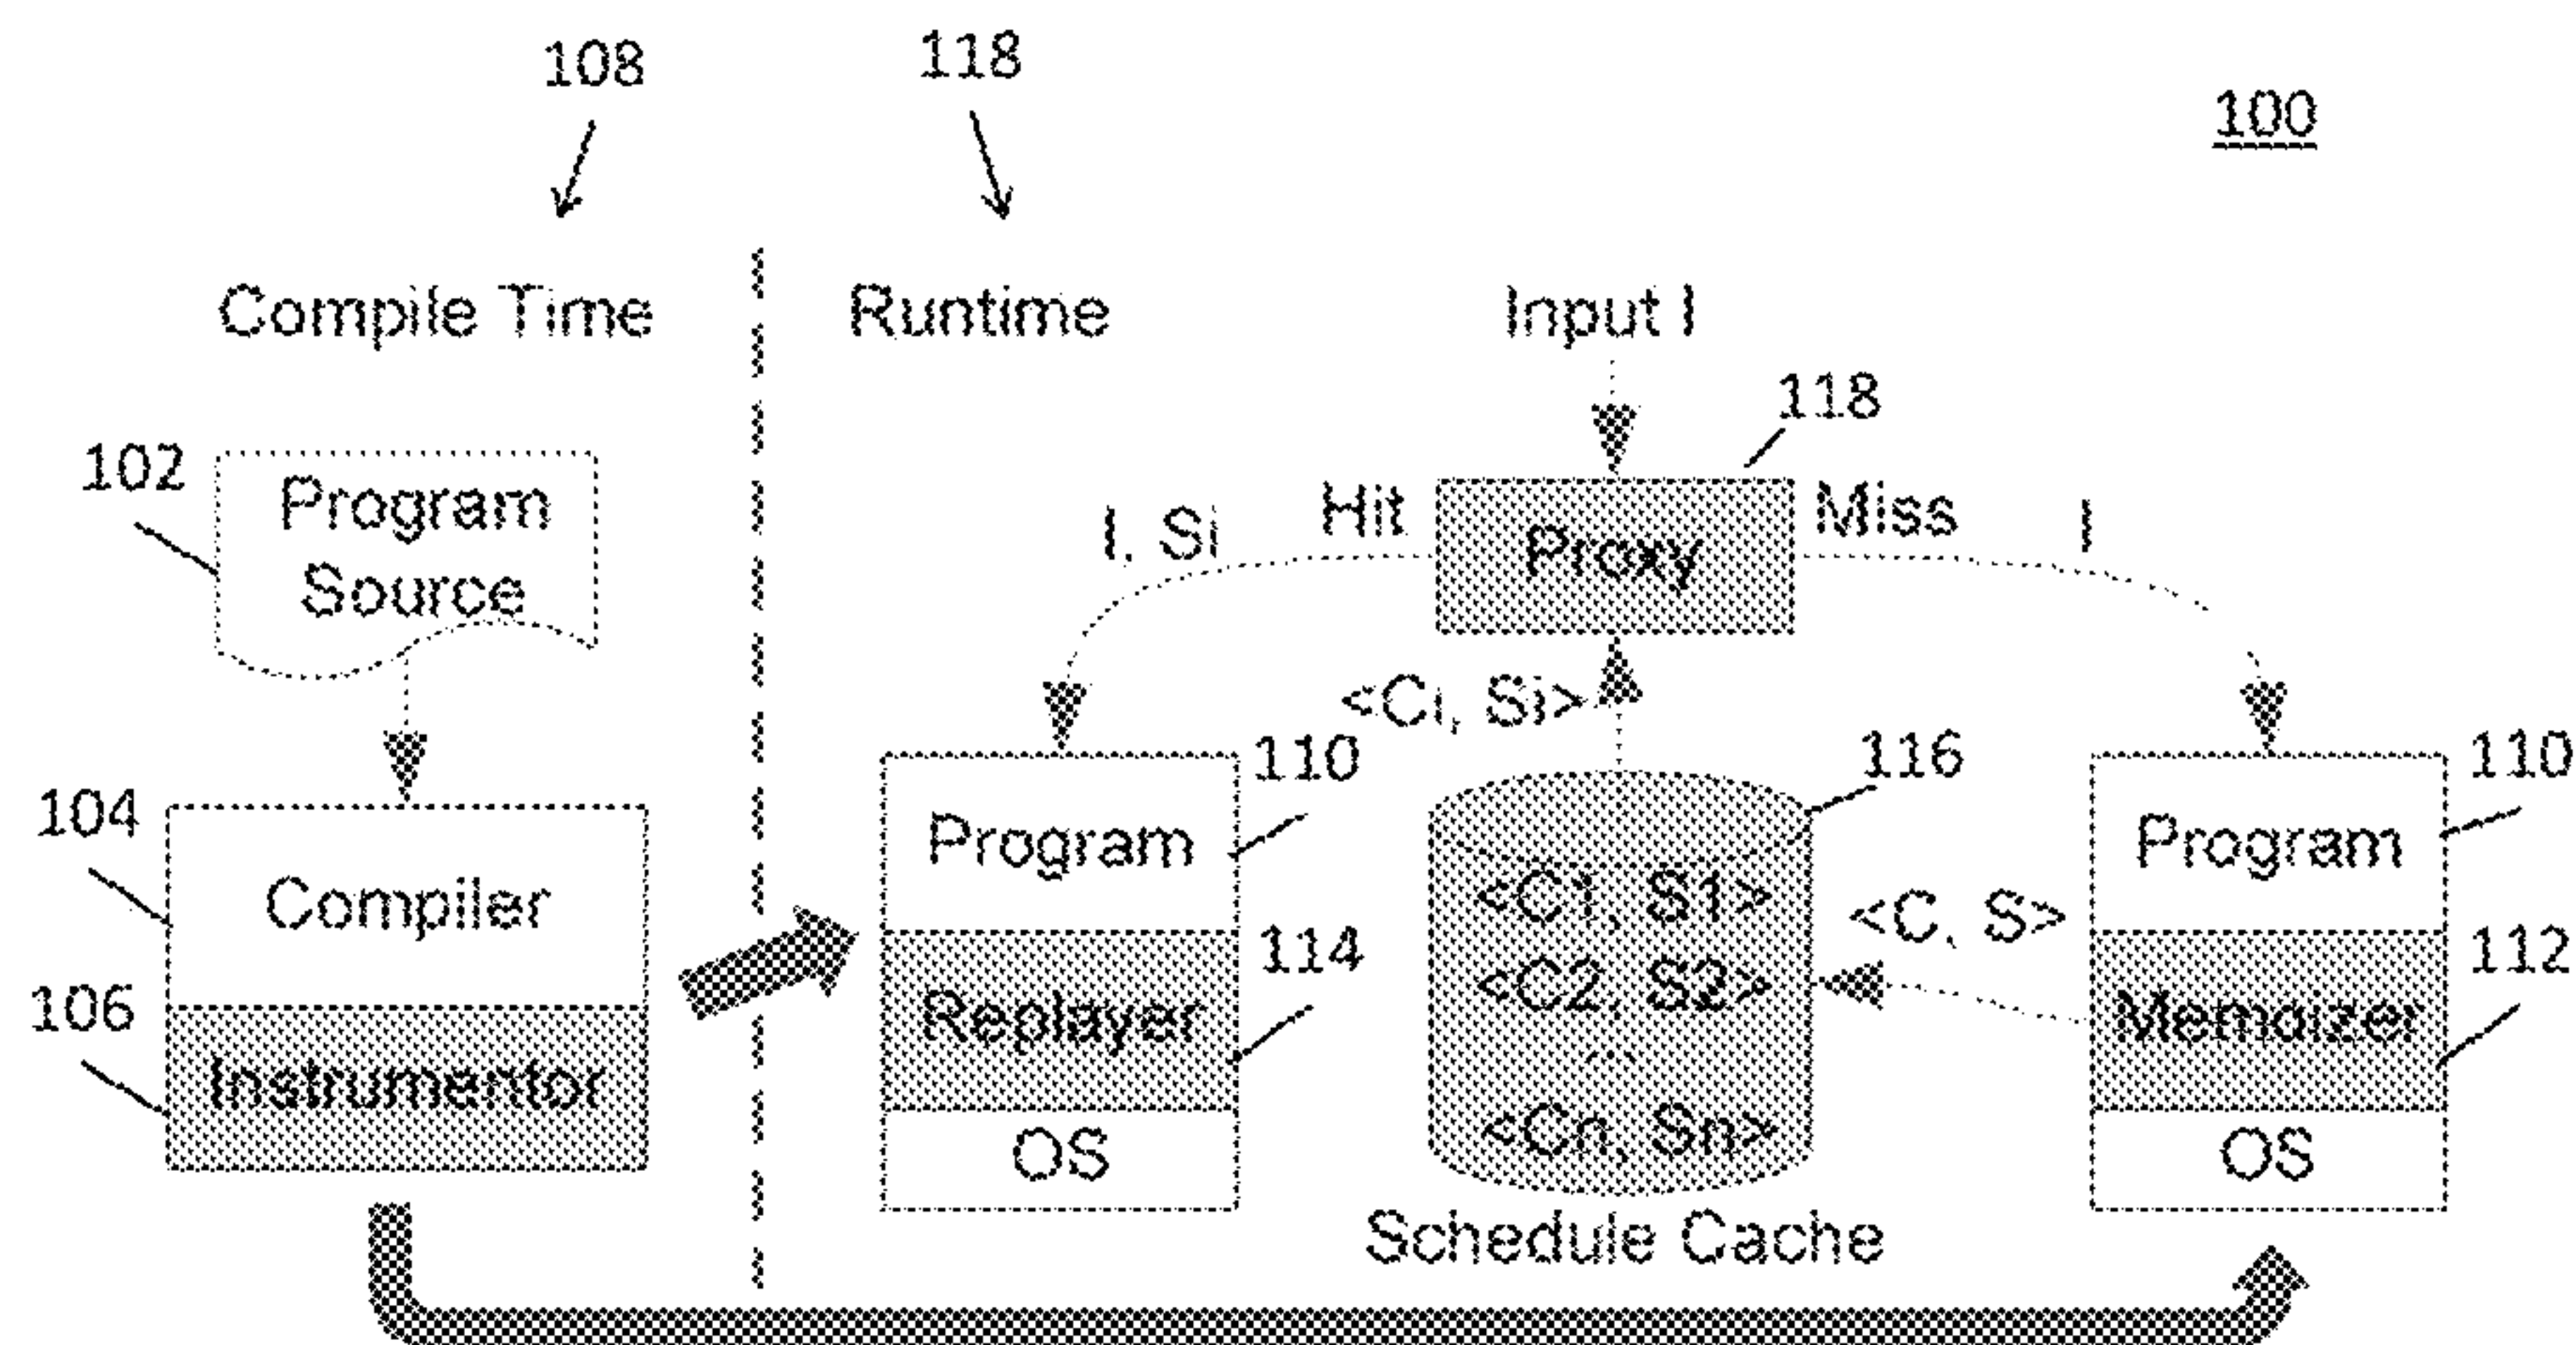 108
118
100
Compile Time
Runtime
Input I
102
Program
Source
118
I, Si
Hit
Proxy
Miss
I
<Ci, Si>
104
Compiler
106
Instrumentor
110
Program
114
Replayer
OS
116
<C1, S1>
<C2, S2>
...
<Cn, Sn>
Schedule Cache
<C, S>
110
Program
112
Memoizer
OS